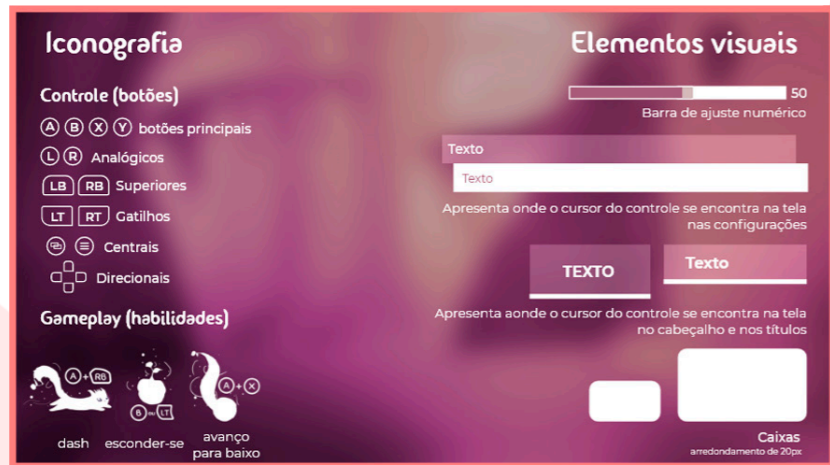 Iconografia
Controle (botões)
A B X Y botões principais
L R Analógicos
LB RB Superiores
LT RT Gatilhos
Centrais
Direcionais
Gameplay (habilidades)
A + RB
B ou LT
A + X
dash
esconder-se
avanço
para baixo
Elementos visuais
50
Barra de ajuste numérico
Texto
Texto
Apresenta onde o cursor do controle se encontra na tela
nas configurações
TEXTO
Texto
Apresenta aonde o cursor do controle se encontra na tela
no cabeçalho e nos títulos
Caixas
arredondamento de 20px